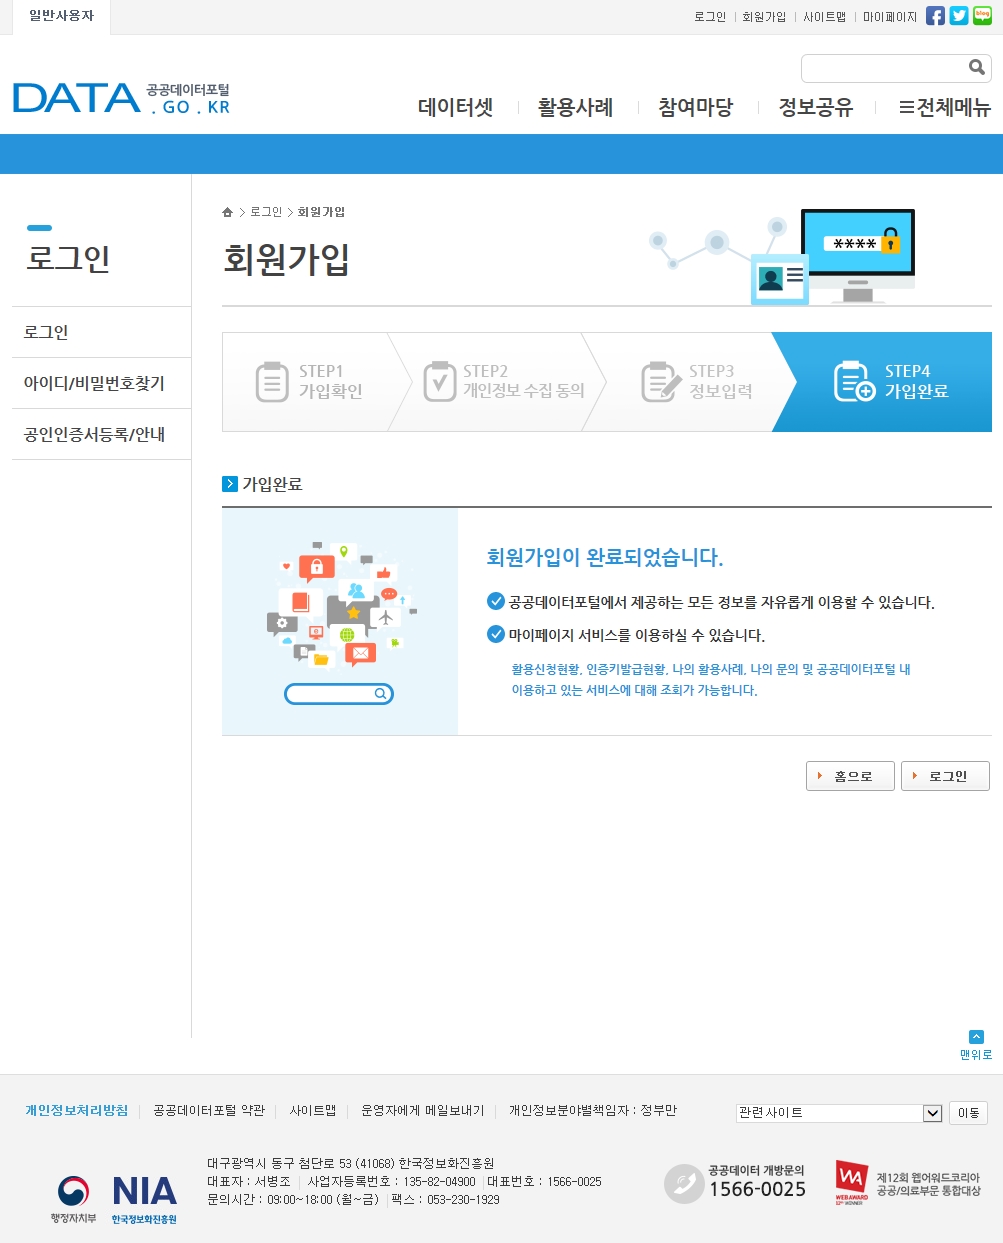 일반사용자
로그인
회원가입
사이트맵
마이페이지
blog
DATA 공공데이터포털
. GO . KR
데이터셋
활용사례
참여마당
정보공유
전체메뉴
로그인
로그인
아이디/비밀번호찾기
공인인증서등록/안내
로그인 > 회원가입
회원가입
****
STEP1
가입확인
STEP2
개인정보 수집 동의
STEP3
정보입력
STEP4
가입완료
가입완료
회원가입이 완료되었습니다.
공공데이터포털에서 제공하는 모든 정보를 자유롭게 이용할 수 있습니다.
마이페이지 서비스를 이용하실 수 있습니다.
활용신청현황, 인증키발급현황, 나의 활용사례, 나의 문의 및 공공데이터포털 내
이용하고 있는 서비스에 대해 조회가 가능합니다.
홈으로
로그인
맨위로
개인정보처리방침
공공데이터포털 약관
사이트맵
운영자에게 메일보내기
개인정보분야별책임자 : 정부만
관련사이트
이동
행정자치부
NIA
한국정보화진흥원
대구광역시 동구 첨단로 53 (41068) 한국정보화진흥원
대표자 : 서병조 | 사업자등록번호 : 135-82-04900 | 대표번호 : 1566-0025
문의시간 : 09:00~18:00 (월~금) | 팩스 : 053-230-1929
공공데이터 개방문의
1566-0025
WA
WEB AWARD
12th WINNER
제12회 웹어워드코리아
공공/의료부문 통합대상